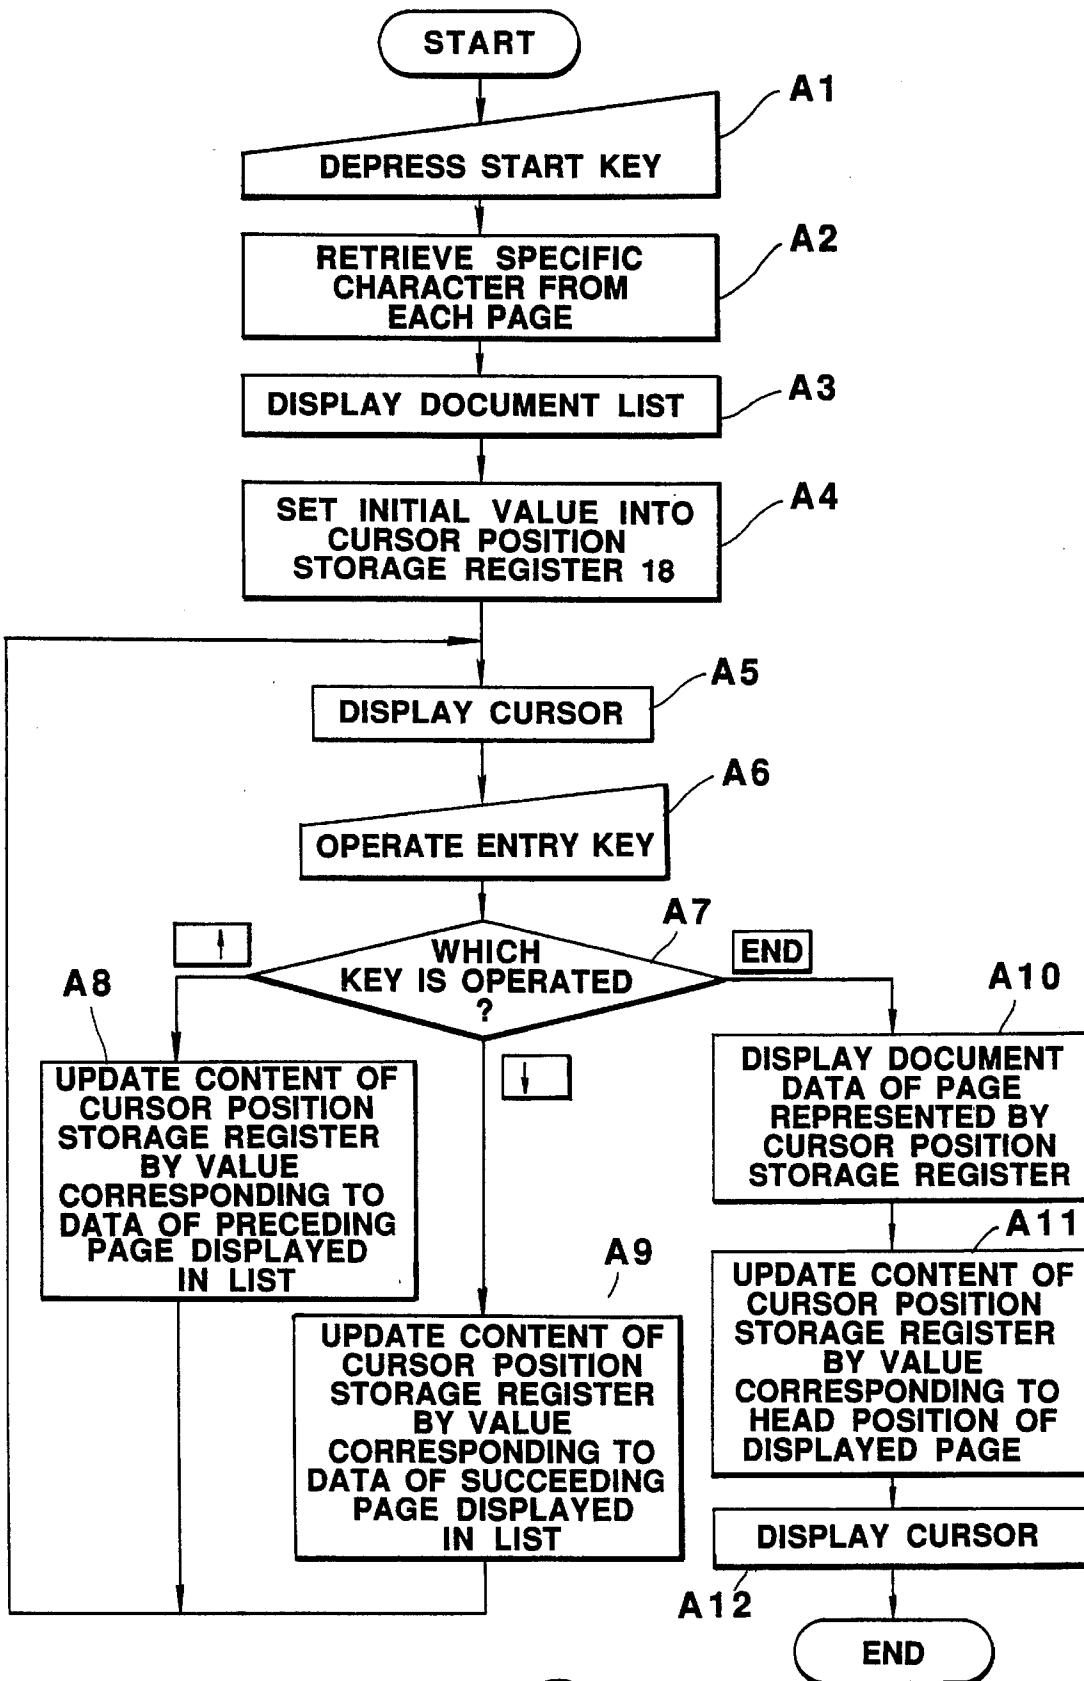 START
A1
DEPRESS START KEY
A2
RETRIEVE SPECIFIC
CHARACTER FROM
EACH PAGE
A3
DISPLAY DOCUMENT LIST
A4
SET INITIAL VALUE INTO
CURSOR POSITION
STORAGE REGISTER 18
A5
DISPLAY CURSOR
A6
OPERATE ENTRY KEY
A7
WHICH
KEY IS OPERATED
?
↑
END
↓
A8
UPDATE CONTENT OF
CURSOR POSITION
STORAGE REGISTER
BY VALUE
CORRESPONDING TO
DATA OF PRECEDING
PAGE DISPLAYED
IN LIST
A9
UPDATE CONTENT OF
CURSOR POSITION
STORAGE REGISTER
BY VALUE
CORRESPONDING TO
DATA OF SUCCEEDING
PAGE DISPLAYED
IN LIST
A10
DISPLAY DOCUMENT
DATA OF PAGE
REPRESENTED BY
CURSOR POSITION
STORAGE REGISTER
A11
UPDATE CONTENT OF
CURSOR POSITION
STORAGE REGISTER
BY VALUE
CORRESPONDING TO
HEAD POSITION OF
DISPLAYED PAGE
DISPLAY CURSOR
A12
END